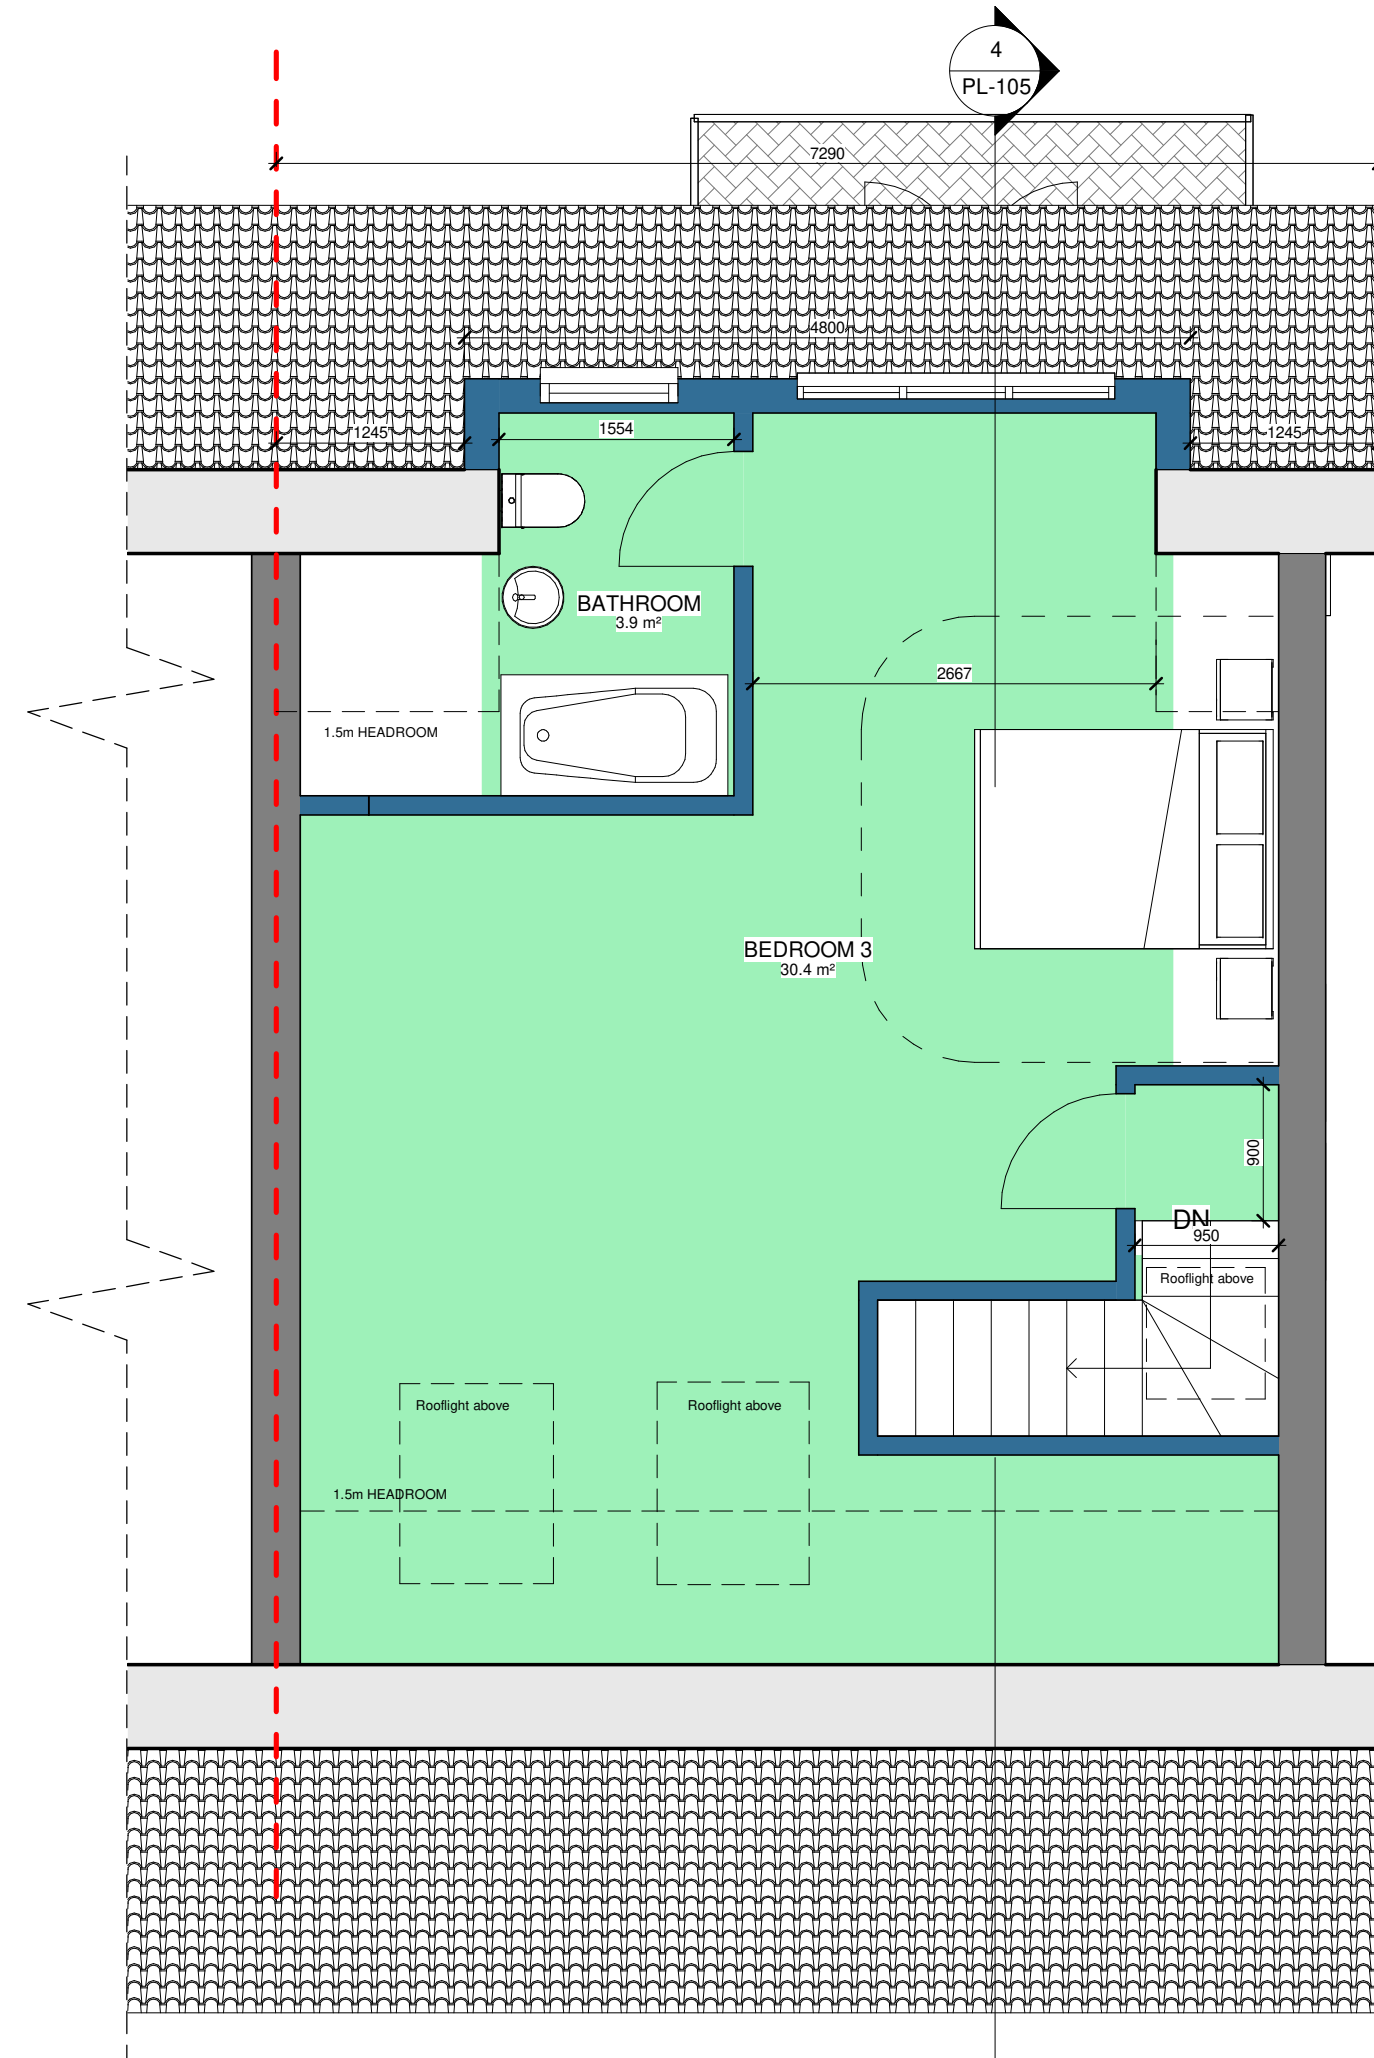 4
PL-105
7290
4800
1245
1554
1245
BATHROOM
3.9 m²
2667
1.5m HEADROOM
BEDROOM 3
30.4 m²
900
DN
950
Rooflight above
Rooflight above
Rooflight above
1.5m HEADROOM